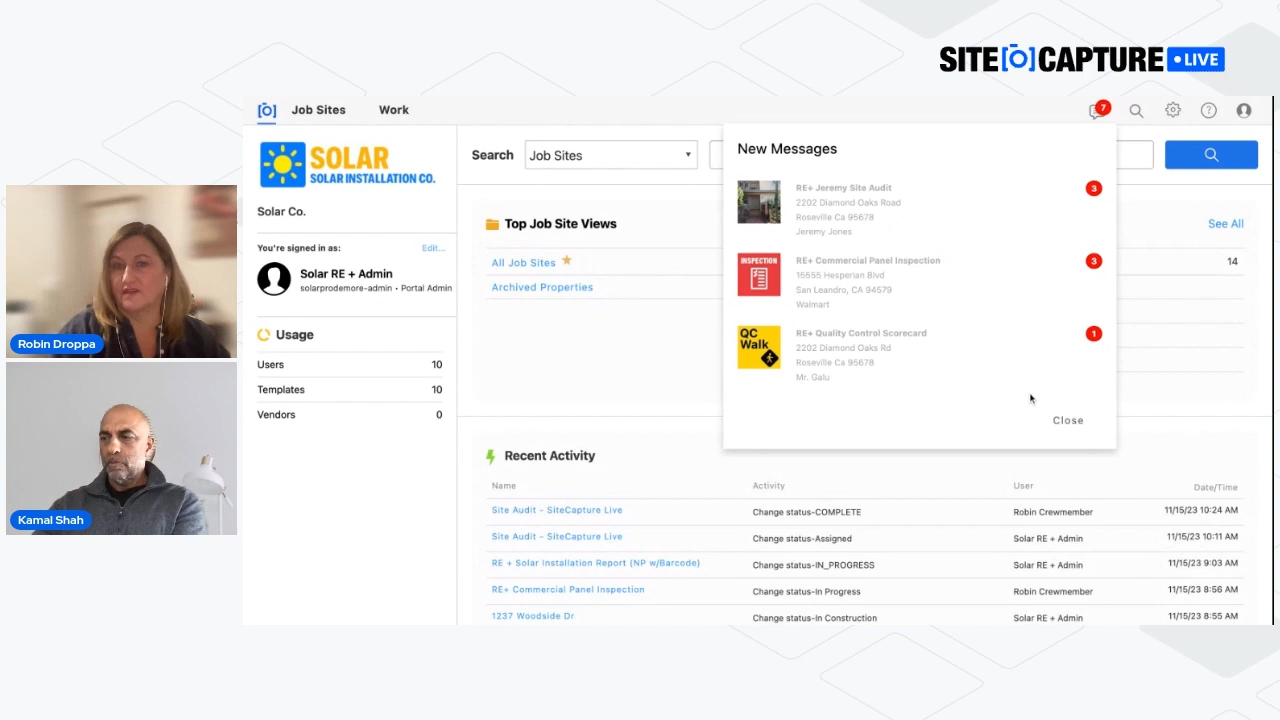 SITE CAPTURE LIVE
Job Sites
Work
7
SOLAR
SOLAR INSTALLATION CO.
Solar Co.
You're signed in as:
Edit...
Solar RE + Admin
solarprodemore-admin • Portal Admin
Usage
Users 10
Templates 10
Vendors 0
Search
Job Sites
Top Job Site Views
See All
All Job Sites
14
Archived Properties
New Messages
RE+ Jeremy Site Audit
3
2202 Diamond Oaks Road
Roseville Ca 95678
Jeremy Jones
INSPECTION
RE+ Commercial Panel Inspection
3
15555 Hesperian Blvd
San Leandro, CA 94579
Walmart
QC
Walk
RE+ Quality Control Scorecard
1
2202 Diamond Oaks Rd
Roseville Ca 95678
Mr. Galu
Close
Recent Activity
Name Activity User Date/Time
Site Audit - SiteCapture Live Change status-COMPLETE Robin Crewmember 11/15/23 10:24 AM
Site Audit - SiteCapture Live Change status-Assigned Solar RE + Admin 11/15/23 10:11 AM
RE + Solar Installation Report (NP w/Barcode) Change status-IN_PROGRESS Solar RE + Admin 11/15/23 9:03 AM
RE+ Commercial Panel Inspection Change status-In Progress Robin Crewmember 11/15/23 8:56 AM
1237 Woodside Dr Change status-In Construction Solar RE + Admin 11/15/23 8:55 AM
Robin Droppa
Kamal Shah